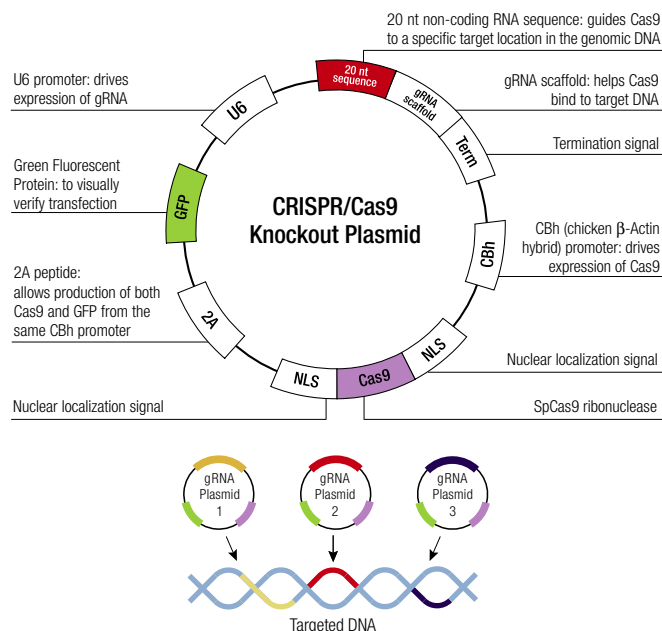 20 nt non-coding RNA sequence: guides Cas9
to a specific target location in the genomic DNA
U6 promoter: drives
expression of gRNA
20 nt
sequence
gRNA
scaffold
Term
U6
gRNA scaffold: helps Cas9
bind to target DNA
Termination signal
Green Fluorescent
Protein: to visually
verify transfection
GFP
CRISPR/Cas9
Knockout Plasmid
CBh
CBh (chicken β-Actin
hybrid) promoter: drives
expression of Cas9
2A peptide:
allows production of both
Cas9 and GFP from the
same CBh promoter
2A
NLS
Cas9
NLS
Nuclear localization signal
Nuclear localization signal
SpCas9 ribonuclease
gRNA
Plasmid
1
gRNA
Plasmid
2
gRNA
Plasmid
3
Targeted DNA